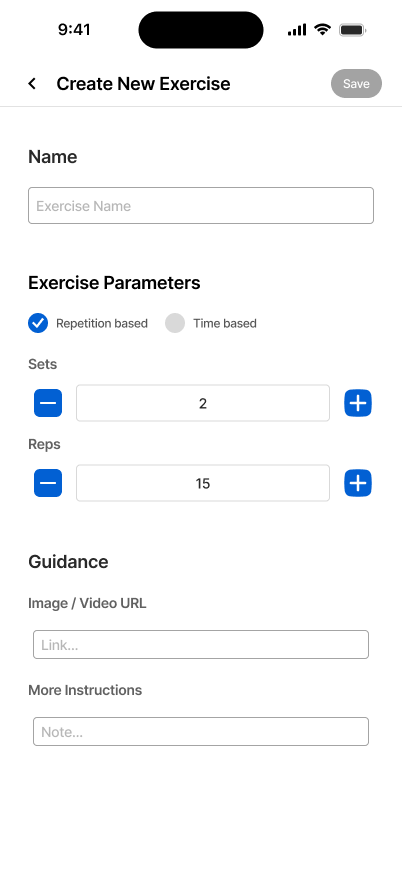 9:41
Create New Exercise
Save
Name
Exercise Name
Exercise Parameters
Repetition based
Time based
Sets
2
Reps
15
Guidance
Image / Video URL
Link...
More Instructions
Note...